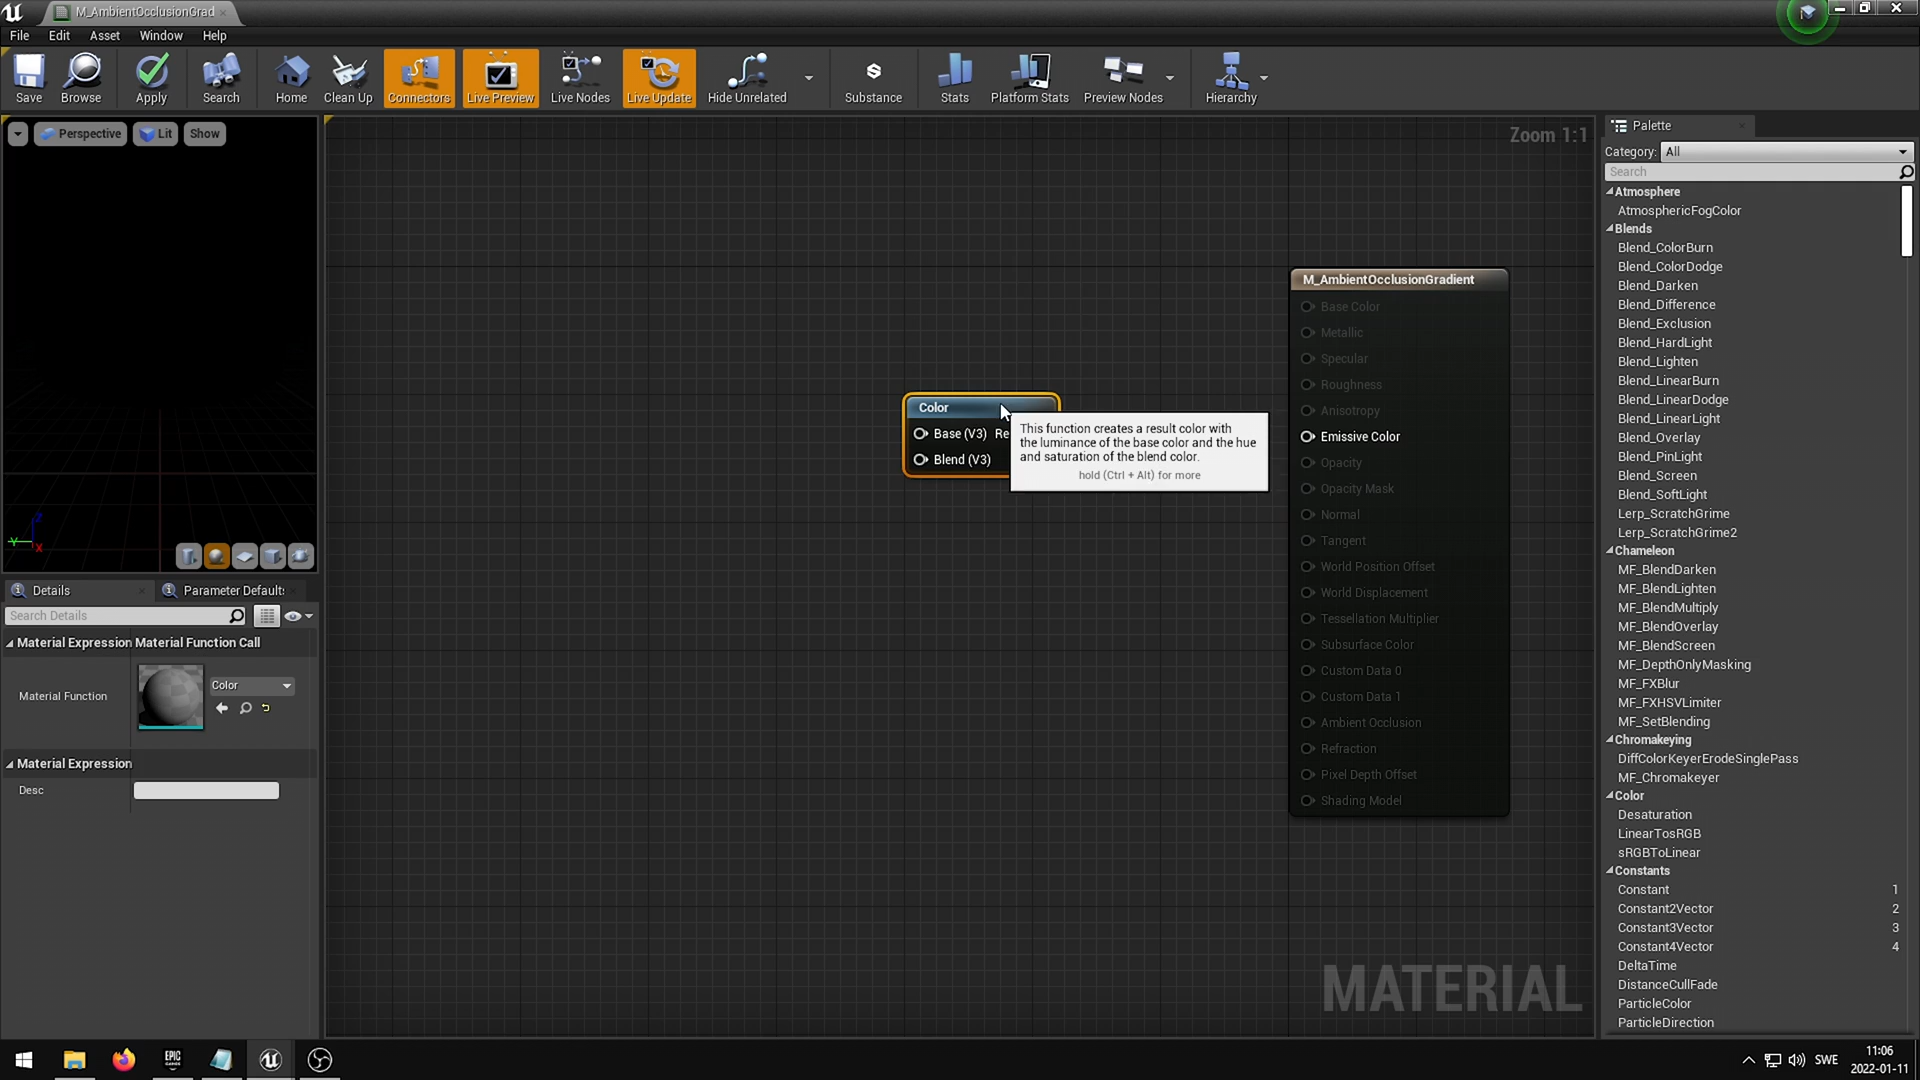 M_AmbientOcclusionGrad
File Edit Asset Window Help
Save Browse Apply Search Home Clean Up Connectors Live Preview Live Nodes Live Update Hide Unrelated Substance Stats Platform Stats Preview Nodes Hierarchy
Perspective Lit Show
Zoom 1:1
Palette
Category: All
Search
Atmosphere
AtmosphericFogColor
Blends
Blend_ColorBurn
Blend_ColorDodge
Blend_Darken
Blend_Difference
Blend_Exclusion
Blend_HardLight
Blend_Lighten
Blend_LinearBurn
Blend_LinearDodge
Blend_LinearLight
Blend_Overlay
Blend_PinLight
Blend_Screen
Blend_SoftLight
Lerp_ScratchGrime
Lerp_ScratchGrime2
Chameleon
MF_BlendDarken
MF_BlendLighten
MF_BlendMultiply
MF_BlendOverlay
MF_BlendScreen
MF_DepthOnlyMasking
MF_FXBlur
MF_FXHSVLimiter
MF_SetBlending
Chromakeying
DiffColorKeyerErodeSinglePass
MF_Chromakeyer
Color
Desaturation
LinearTosRGB
sRGBToLinear
Constants
Constant 1
Constant2Vector 2
Constant3Vector 3
Constant4Vector 4
DeltaTime
DistanceCullFade
ParticleColor
ParticleDirection
M_AmbientOcclusionGradient
Base Color
Metallic
Specular
Roughness
Anisotropy
Emissive Color
Opacity
Opacity Mask
Normal
Tangent
World Position Offset
World Displacement
Tessellation Multiplier
Subsurface Color
Custom Data 0
Custom Data 1
Ambient Occlusion
Refraction
Pixel Depth Offset
Shading Model
Color
Base (V3) Re
Blend (V3)
This function creates a result color with
the luminance of the base color and the hue
and saturation of the blend color.
hold (Ctrl + Alt) for more
Z
Y
X
Details Parameter Default
Search Details
Material Expression Material Function Call
Material Function Color
Material Expression
Desc
MATERIAL
EPIC
GAMES
SWE
11:06
2022-01-11